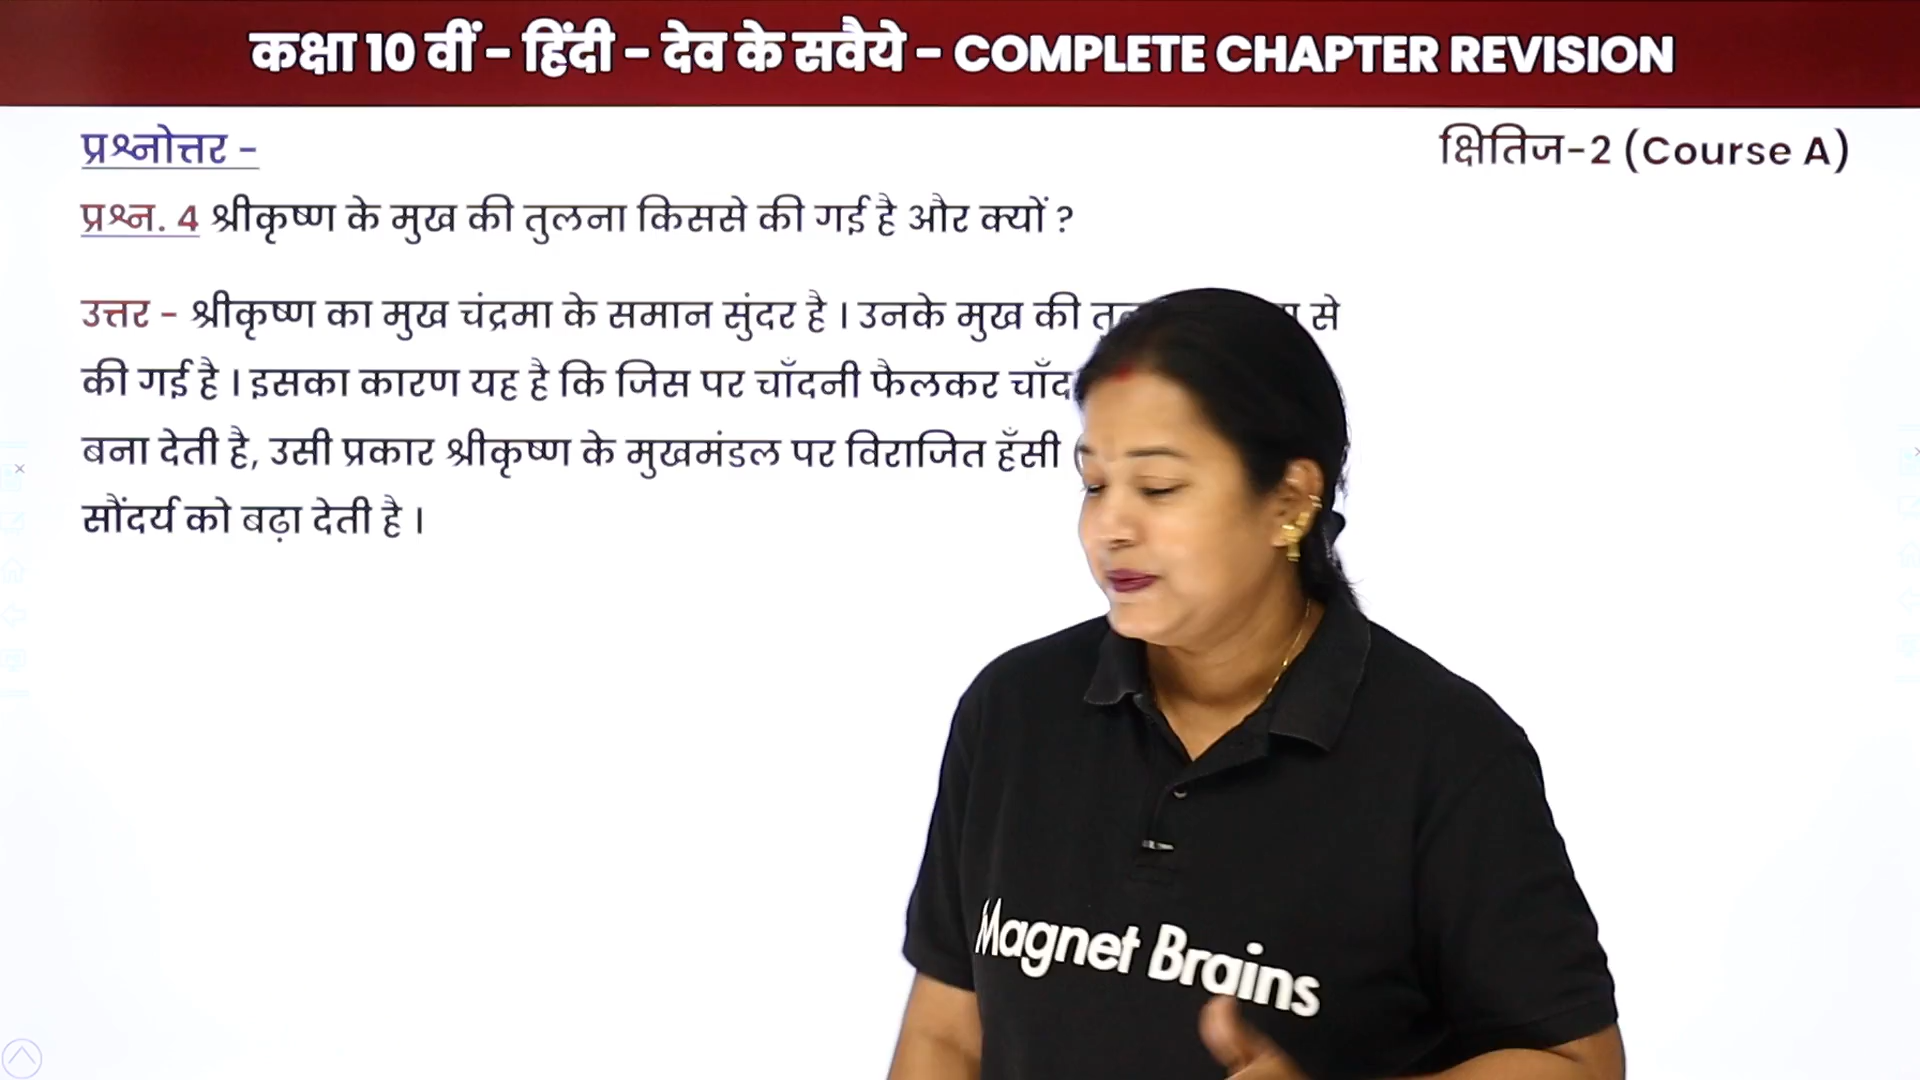 कक्षा 10 वीं - हिंदी - देव के सवैये - COMPLETE CHAPTER REVISION
प्रश्नोत्तर -
क्षितिज-2 (Course A)
प्रश्न. 4 श्रीकृष्ण के मुख की तुलना किससे की गई है और क्यों ?
उत्तर - श्रीकृष्ण का मुख चंद्रमा के समान सुंदर है । उनके मुख की से
की गई है । इसका कारण यह है कि जिस पर चाँदनी फैलकर
बना देती है, उसी प्रकार श्रीकृष्ण के मुखमंडल पर विराजित हँसी
सौंदर्य को बढ़ा देती है ।
Magnet Brains